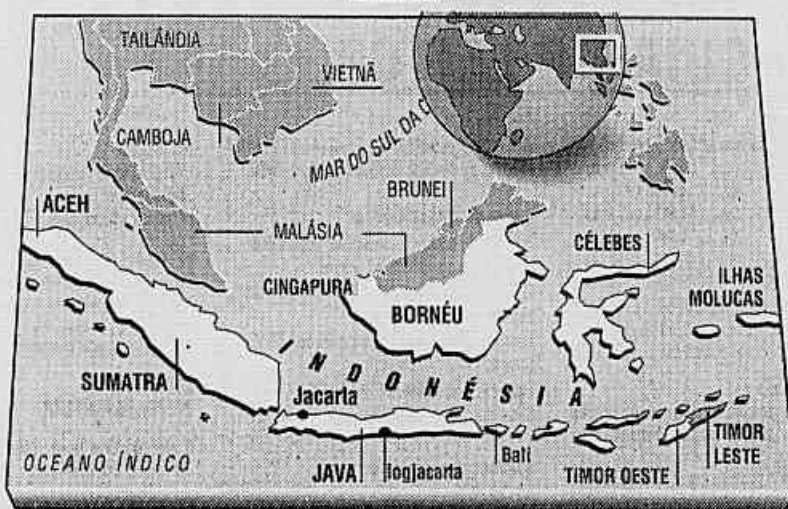 TAILÂNDIA
VIETNÃ
CAMBOJA
MAR DO SUL DA C
BRUNEI
ACEH
MALÁSIA
CÉLEBES
CINGAPURA
ILHAS
MOLUCAS
BORNÉU
SUMATRA
INDONÉSIA
Jacarta
OCEANO ÍNDICO
JAVA
Iogjacarta
Bali
TIMOR OESTE
TIMOR
LESTE